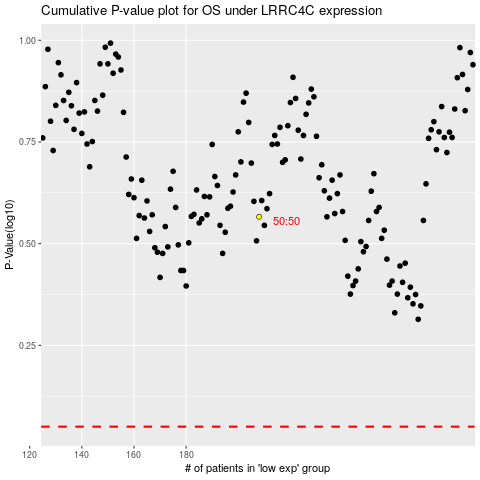 Cumulative P-value plot for OS under LRRC4C expression
P-Value(log10)
1.00
0.75
0.50
0.25
50:50
120 140 160 180
# of patients in 'low exp' group